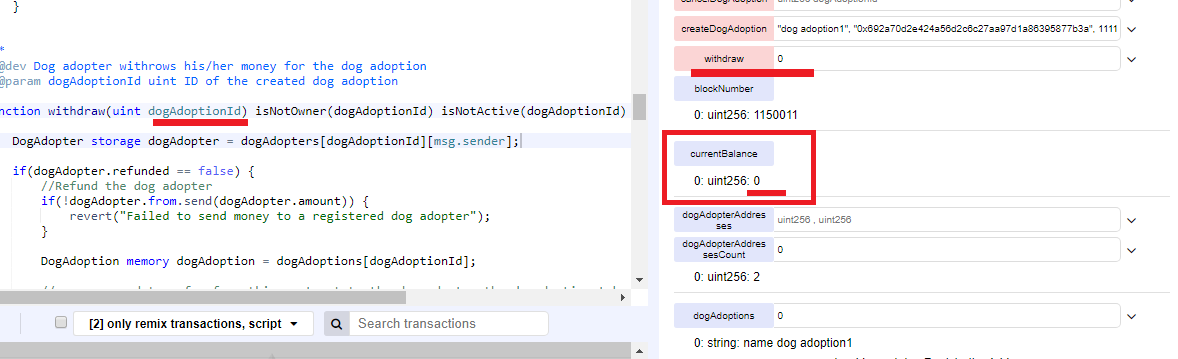 }
*
@dev Dog adopter withrows his/her money for the dog adoption
@param dogAdoptionId uint ID of the created dog adoption
nction withdraw(uint dogAdoptionId) isNotOwner(dogAdoptionId) isNotActive(dogAdoptionId)
DogAdopter storage dogAdopter = dogAdopters[dogAdoptionId][msg.sender];
if(dogAdopter.refunded == false) {
//Refund the dog adopter
if(!dogAdopter.from.send(dogAdopter.amount)) {
revert("Failed to send money to a registered dog adopter");
}
DogAdoption memory dogAdoption = dogAdoptions[dogAdoptionId];
[2] only remix transactions, script
Search transactions
createDogAdoption "dog adoption1", "0x692a70d2e424a56d2c6c27aa97d1a86395877b3a", 1111
withdraw 0
blockNumber
0: uint256: 1150011
currentBalance
0: uint256: 0
dogAdopterAddres
ses uint256 , uint256
dogAdopterAddres
sesCount 0
0: uint256: 2
dogAdoptions 0
0: string: name dog adoption1